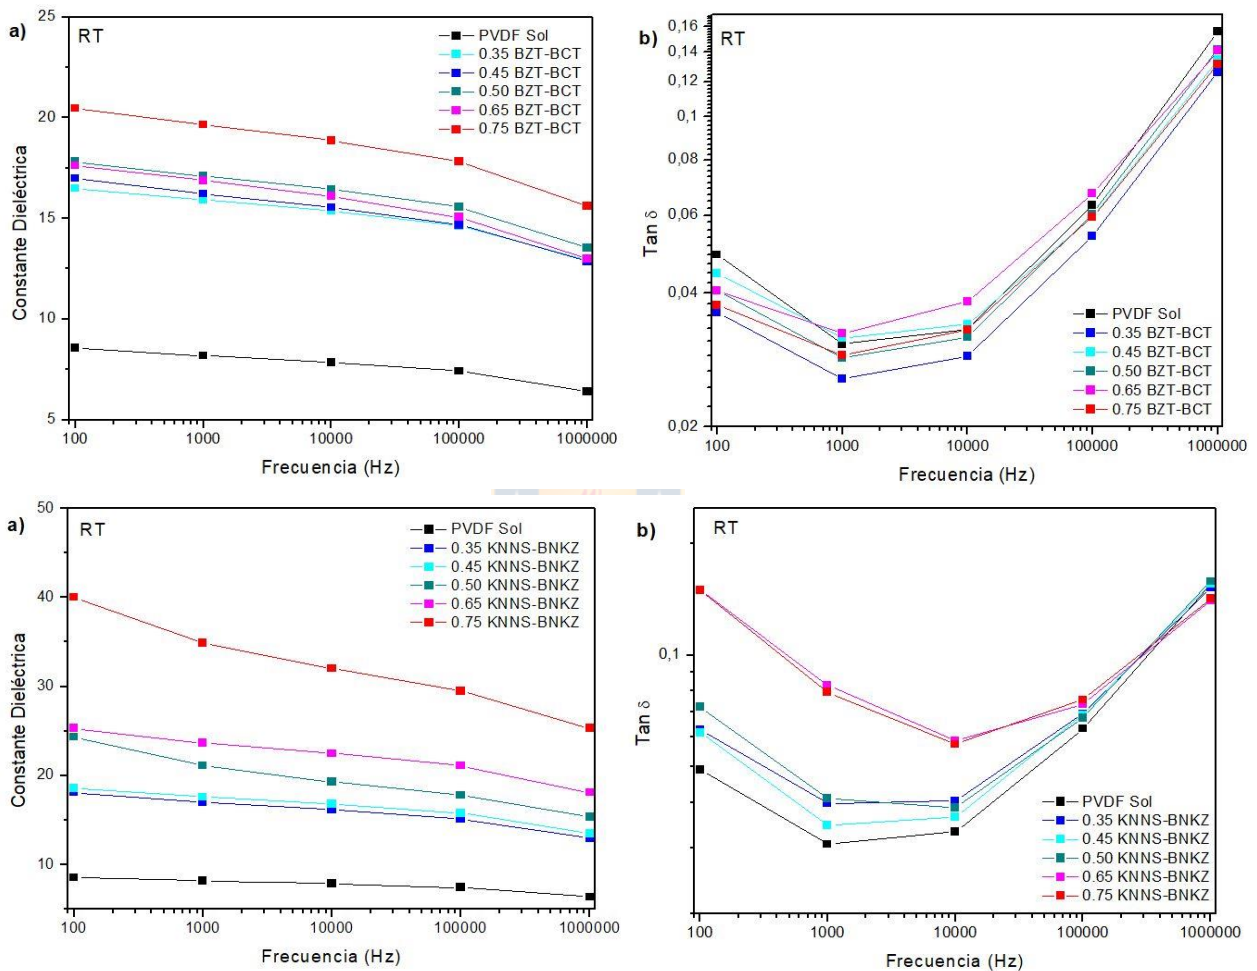 a)
RT
PVDF Sol
0.35 BZT-BCT
0.45 BZT-BCT
0.50 BZT-BCT
0.65 BZT-BCT
0.75 BZT-BCT
25
20
15
10
5
Constante Dieléctrica
100 1000 10000 100000 1000000
Frecuencia (Hz)
b)
RT
0,16
0,14
0,12
0,1
0,08
0,06
0,04
0,02
Tan δ
PVDF Sol
0.35 BZT-BCT
0.45 BZT-BCT
0.50 BZT-BCT
0.65 BZT-BCT
0.75 BZT-BCT
100 1000 10000 100000 1000000
Frecuencia (Hz)
a)
RT
PVDF Sol
0.35 KNNS-BNKZ
0.45 KNNS-BNKZ
0.50 KNNS-BNKZ
0.65 KNNS-BNKZ
0.75 KNNS-BNKZ
50
40
30
20
10
Constante Dieléctrica
100 1000 10000 100000 1000000
Frecuencia (Hz)
b)
RT
0,1
Tan δ
PVDF Sol
0.35 KNNS-BNKZ
0.45 KNNS-BNKZ
0.50 KNNS-BNKZ
0.65 KNNS-BNKZ
0.75 KNNS-BNKZ
100 1000 10000 100000 1000000
Frecuencia (Hz)